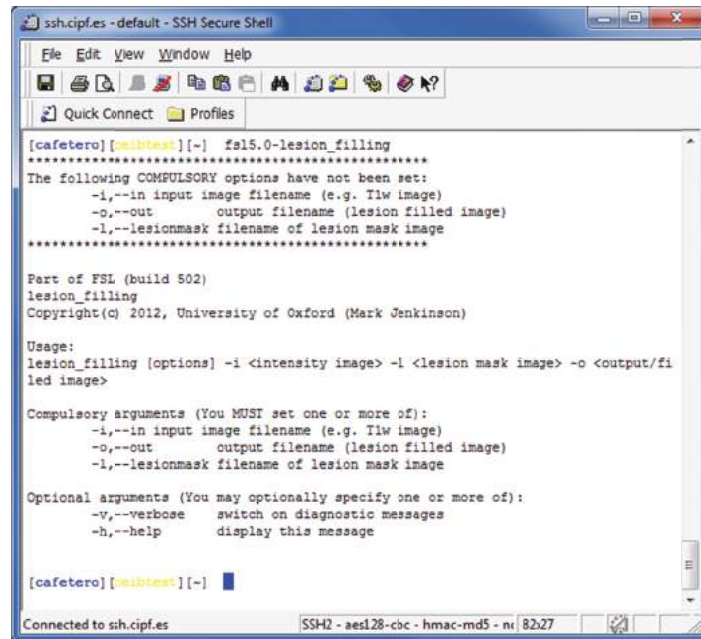 ssh.cipf.es - default - SSH Secure Shell
File Edit View Window Help
Quick Connect Profiles
[cafetero][ceibtest][~] fsl5.0-lesion_filling
**************************************************
The following COMPULSORY options have not been set:
-i,--in input image filename (e.g. T1w image)
-o,--out output filename (lesion filled image)
-l,--lesionmask filename of lesion mask image
**************************************************
Part of FSL (build 502)
lesion_filling
Copyright(c) 2012, University of Oxford (Mark Jenkinson)
Usage:
lesion_filling [options] -i <intensity image> -l <lesion mask image> -o <output/fi
led image>
Compulsory arguments (You MUST set one or more of):
-i,--in input image filename (e.g. T1w image)
-o,--out output filename (lesion filled image)
-l,--lesionmask filename of lesion mask image
Optional arguments (You may optionally specify one or more of):
-v,--verbose switch on diagnostic messages
-h,--help display this message
[cafetero][ceibtest][~]
Connected to ssh.cipf.es SSH2 - aes128-cbc - hmac-md5 - nc 82x27